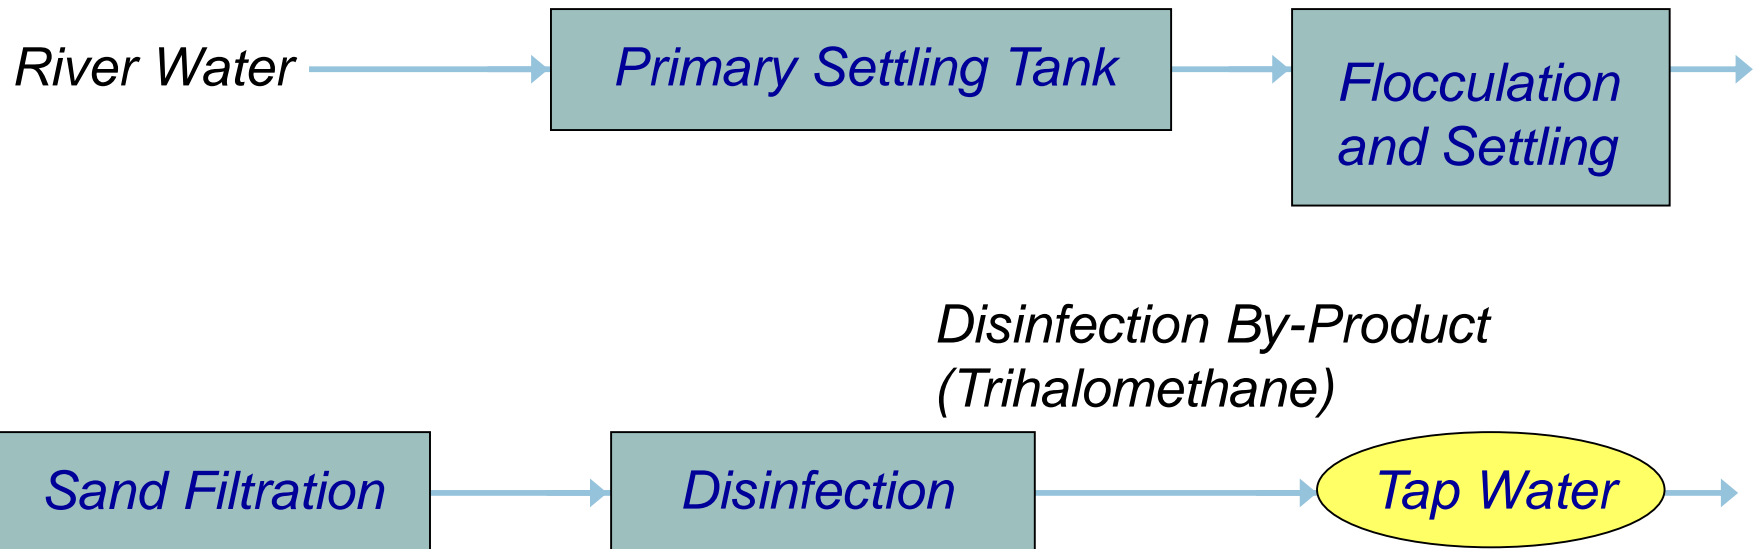 River Water
Primary Settling Tank
Flocculation
and Settling
Disinfection By-Product
(Trihalomethane)
Sand Filtration
Disinfection
Tap Water